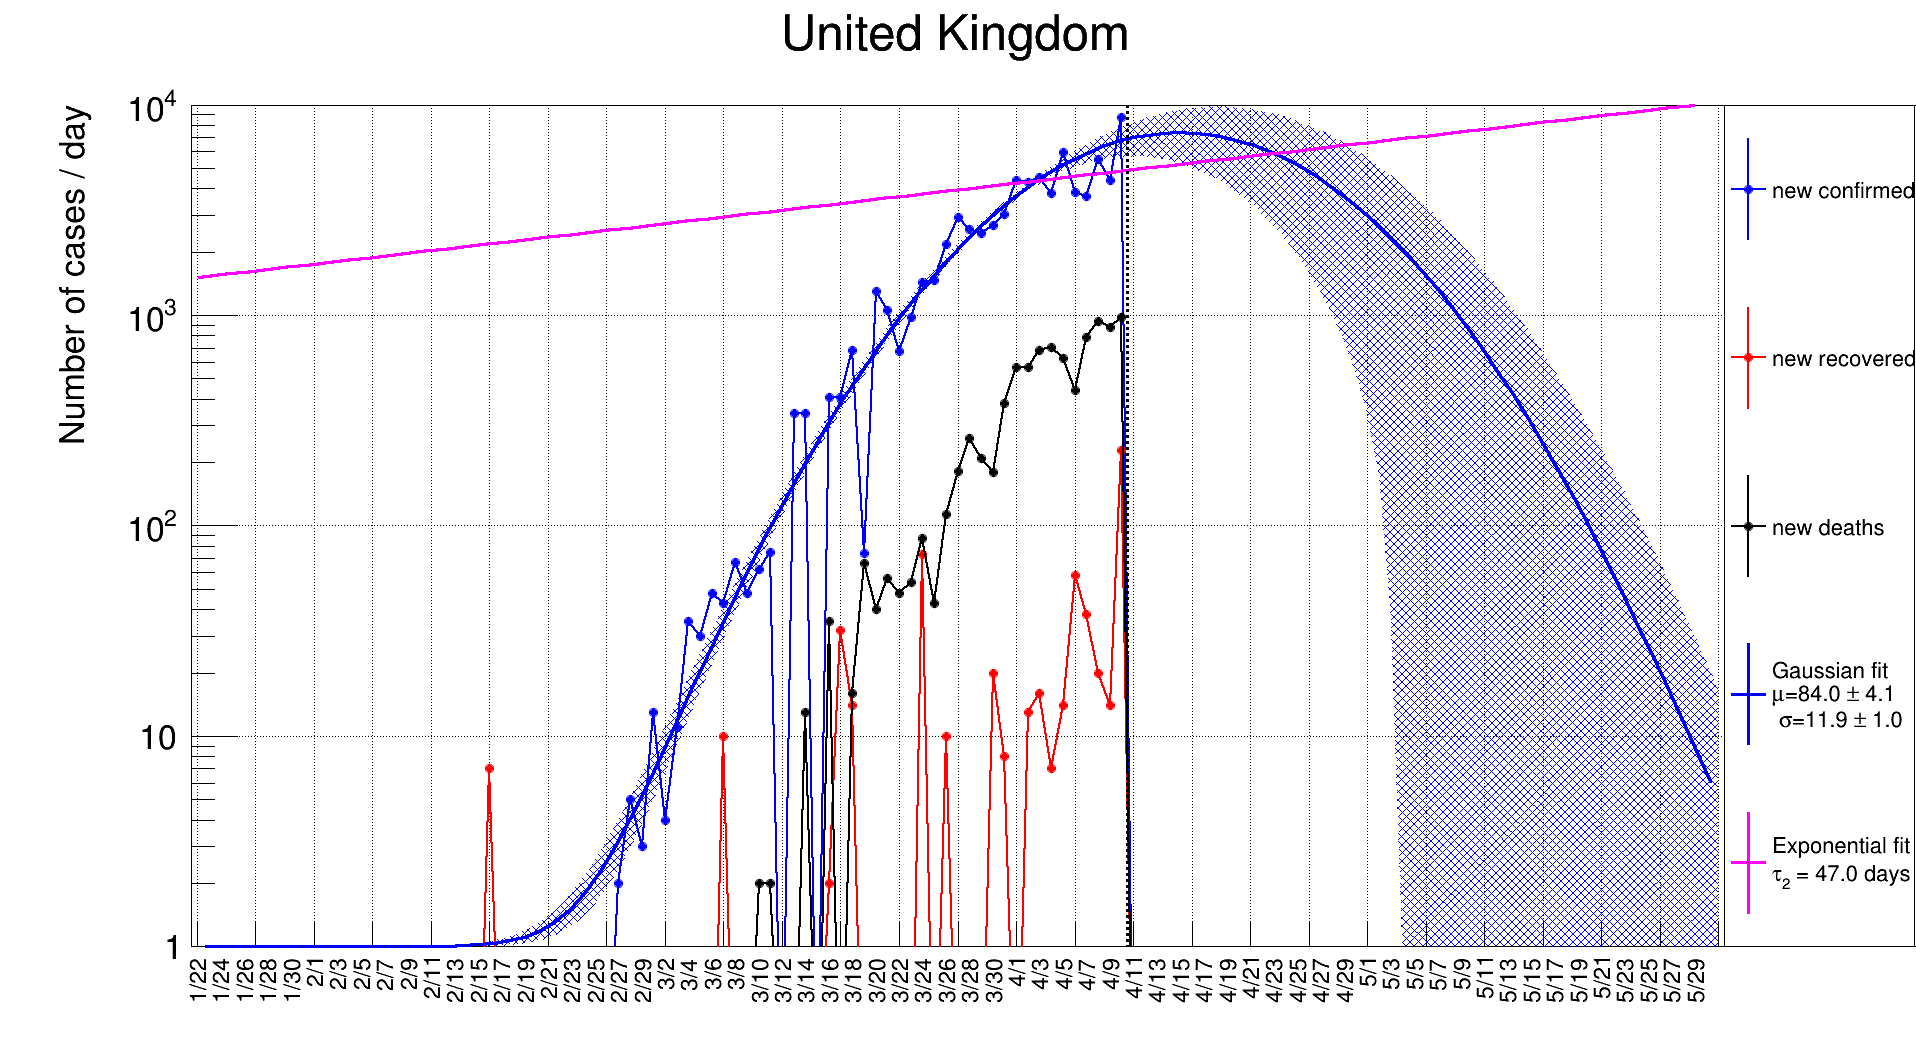 United Kingdom
Number of cases / day
10⁴
10³
10²
10
1
1/22 1/24 1/26 1/28 1/30 2/1 2/3 2/5 2/7 2/9 2/11 2/13 2/15 2/17 2/19 2/21 2/23 2/25 2/27 2/29 3/2 3/4 3/6 3/8 3/10 3/12 3/14 3/16 3/18 3/20 3/22 3/24 3/26 3/28 3/30 4/1 4/3 4/5 4/7 4/9 4/11 4/13 4/15 4/17 4/19 4/21 4/23 4/25 4/27 4/29 5/1 5/3 5/5 5/7 5/9 5/11 5/13 5/15 5/17 5/19 5/21 5/23 5/25 5/27 5/29
new confirmed
new recovered
new deaths
Gaussian fit
μ=84.0 ± 4.1
σ=11.9 ± 1.0
Exponential fit
τ₂ = 47.0 days